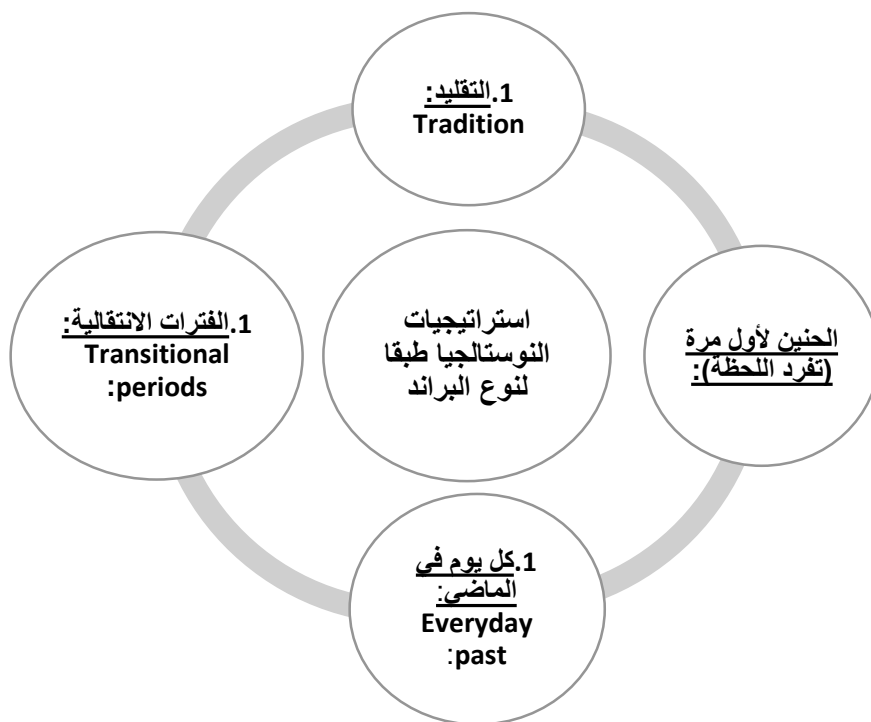 1.التقليد:
Tradition
الحنين لأول مرة
(تفرد اللحظة):
استراتيجيات
النوستالجيا طبقا
لنوع البراند
1.الفترات الانتقالية:
Transitional
periods:
1.كل يوم في
الماضي:
Everyday
past: